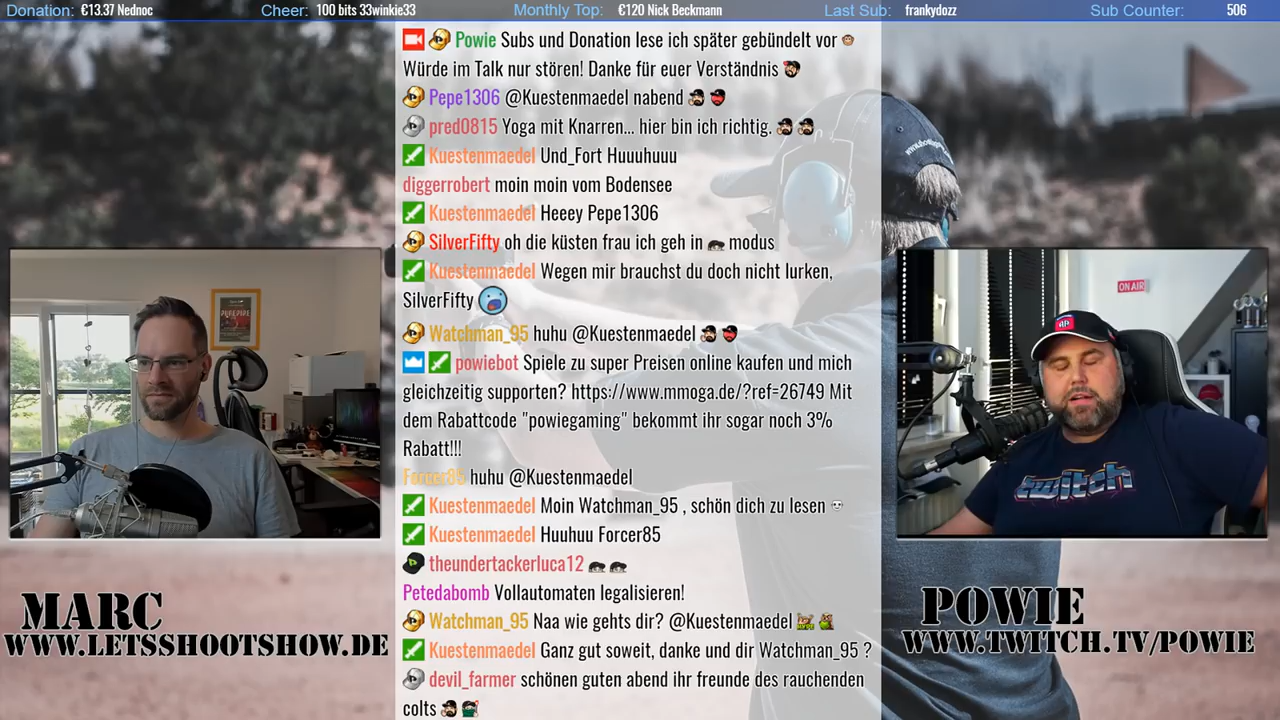 Donation: €13.37 Nednoc Cheer: 100 bits 33winkie33 Monthly Top: €120 Nick Beckmann Last Sub: frankydozz Sub Counter: 506
Powie Subs und Donation lese ich später gebündelt vor
Würde im Talk nur stören! Danke für euer Verständnis
Pepe1306 @Kuestenmaedel nabend
pred0815 Yoga mit Knarren... hier bin ich richtig.
Kuestenmaedel Und_Fort Huuuhuuu
diggerrobert moin moin vom Bodensee
Kuestenmaedel Heeey Pepe1306
SilverFifty oh die küsten frau ich geh in modus
Kuestenmaedel Wegen mir brauchst du doch nicht lurken,
SilverFifty
Watchman_95 huhu @Kuestenmaedel
powiebot Spiele zu super Preisen online kaufen und mich
gleichzeitig supporten? https://www.mmoga.de/?ref=26749 Mit
dem Rabattcode "powiegaming" bekommt ihr sogar noch 3%
Rabatt!!!
Forcer85 huhu @Kuestenmaedel
Kuestenmaedel Moin Watchman_95 , schön dich zu lesen
Kuestenmaedel Huuhuu Forcer85
theundertackerluca12
Petedabomb Vollautomaten legalisieren!
Watchman_95 Naa wie gehts dir? @Kuestenmaedel
Kuestenmaedel Ganz gut soweit, danke und dir Watchman_95 ?
devil_farmer schönen guten abend ihr freunde des rauchenden
colts
ON AIR
twitch
MARC
WWW.LETSSHOOTSHOW.DE
POWIE
WWW.TWITCH.TV/POWIE